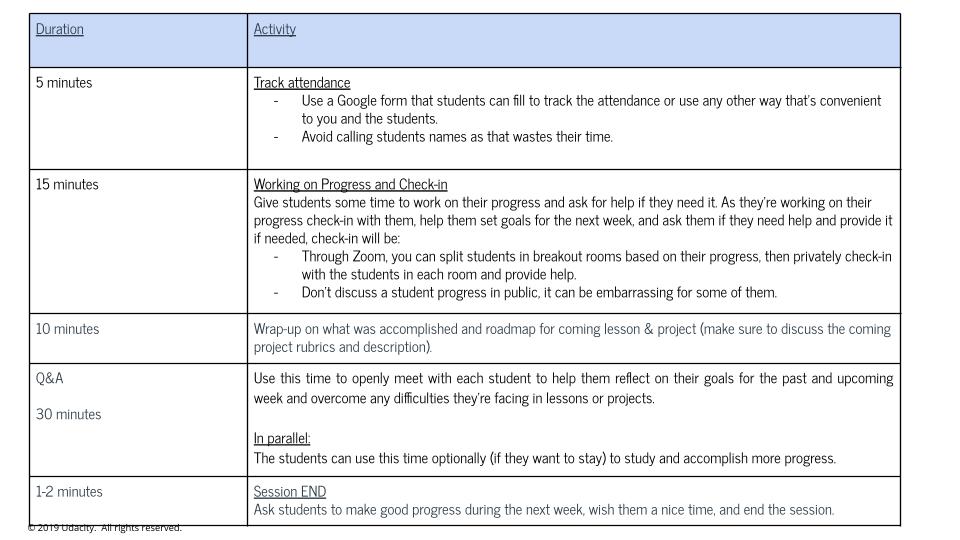 Duration
Activity
5 minutes
Track attendance
- Use a Google form that students can fill to track the attendance or use any other way that's convenient
to you and the students.
- Avoid calling students names as that wastes their time.
15 minutes
Working on Progress and Check-in
Give students some time to work on their progress and ask for help if they need it. As they're working on their
progress check-in with them, help them set goals for the next week, and ask them if they need help and provide it
if needed, check-in will be:
- Through Zoom, you can split students in breakout rooms based on their progress, then privately check-in
with the students in each room and provide help.
- Don't discuss a student progress in public, it can be embarrassing for some of them.
10 minutes
Wrap-up on what was accomplished and roadmap for coming lesson & project (make sure to discuss the coming
project rubrics and description).
Q&A
30 minutes
Use this time to openly meet with each student to help them reflect on their goals for the past and upcoming
week and overcome any difficulties they're facing in lessons or projects.
In parallel:
The students can use this time optionally (if they want to stay) to study and accomplish more progress.
1-2 minutes
Session END
Ask students to make good progress during the next week, wish them a nice time, and end the session.
© 2019 Udacity. All rights reserved.